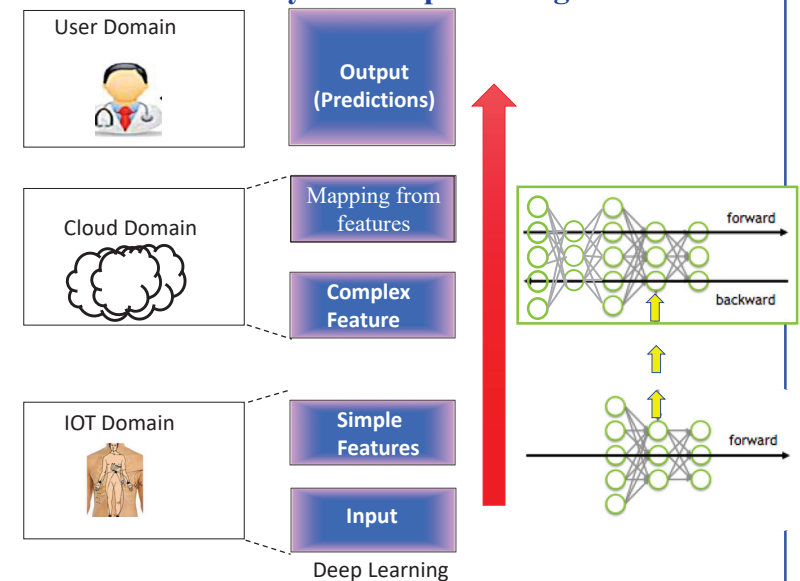 User Domain
Output
(Predictions)
Mapping from
features
Cloud Domain
Complex
Feature
forward
backward
IOT Domain
Simple
Features
forward
Input
Deep Learning